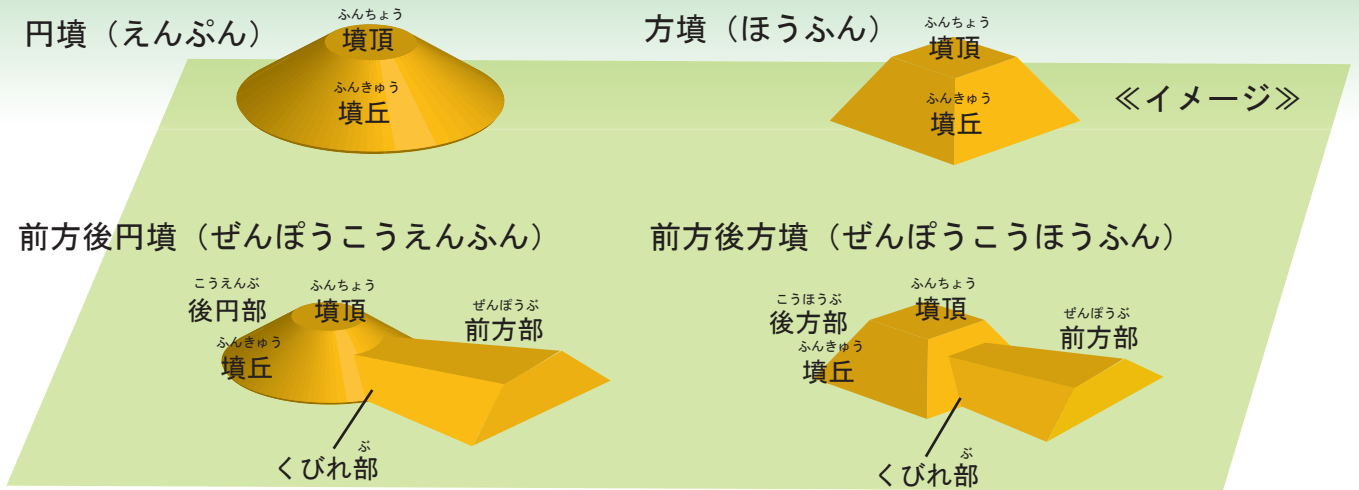 円墳（えんぷん）
ふんちょう
墳頂
ふんきゅう
墳丘
方墳（ほうふん）
ふんちょう
墳頂
ふんきゅう
墳丘
≪イメージ≫
前方後円墳（ぜんぽうこうえんふん）
こうえんぶ
後円部
ふんちょう
墳頂
ぜんぽうぶ
前方部
ふんきゅう
墳丘
ぶ
くびれ部
前方後方墳（ぜんぽうこうほうふん）
こうほうぶ
後方部
ふんちょう
墳頂
ぜんぽうぶ
前方部
ふんきゅう
墳丘
ぶ
くびれ部